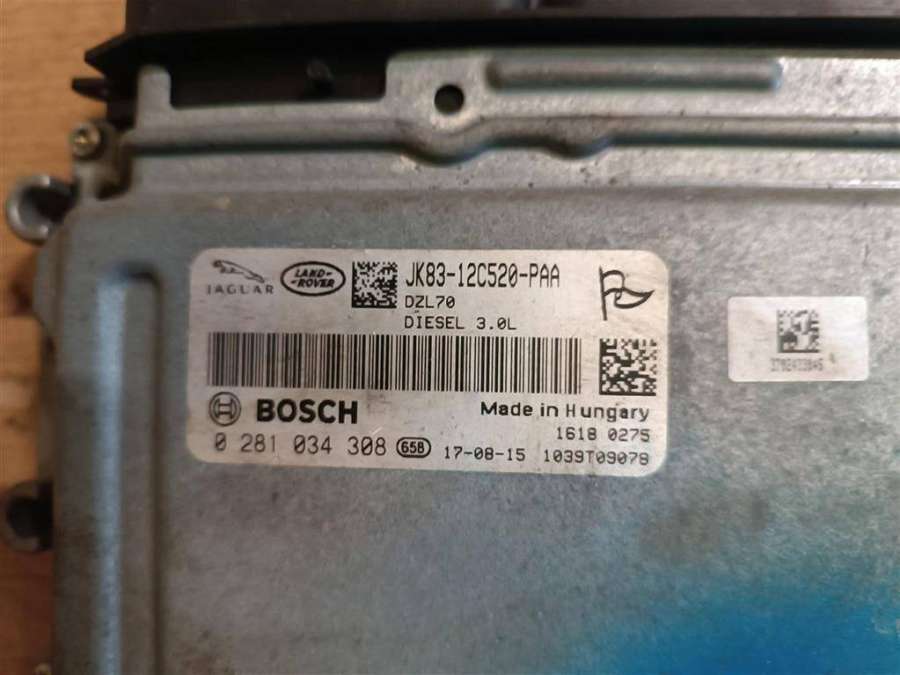 JAGUAR
LAND-
ROVER
JK83-12C520-PAA
DZL70
DIESEL 3.0L
BOSCH
Made in Hungary
1618 0275
0 281 034 308 65B 17-08-15 1039T09079